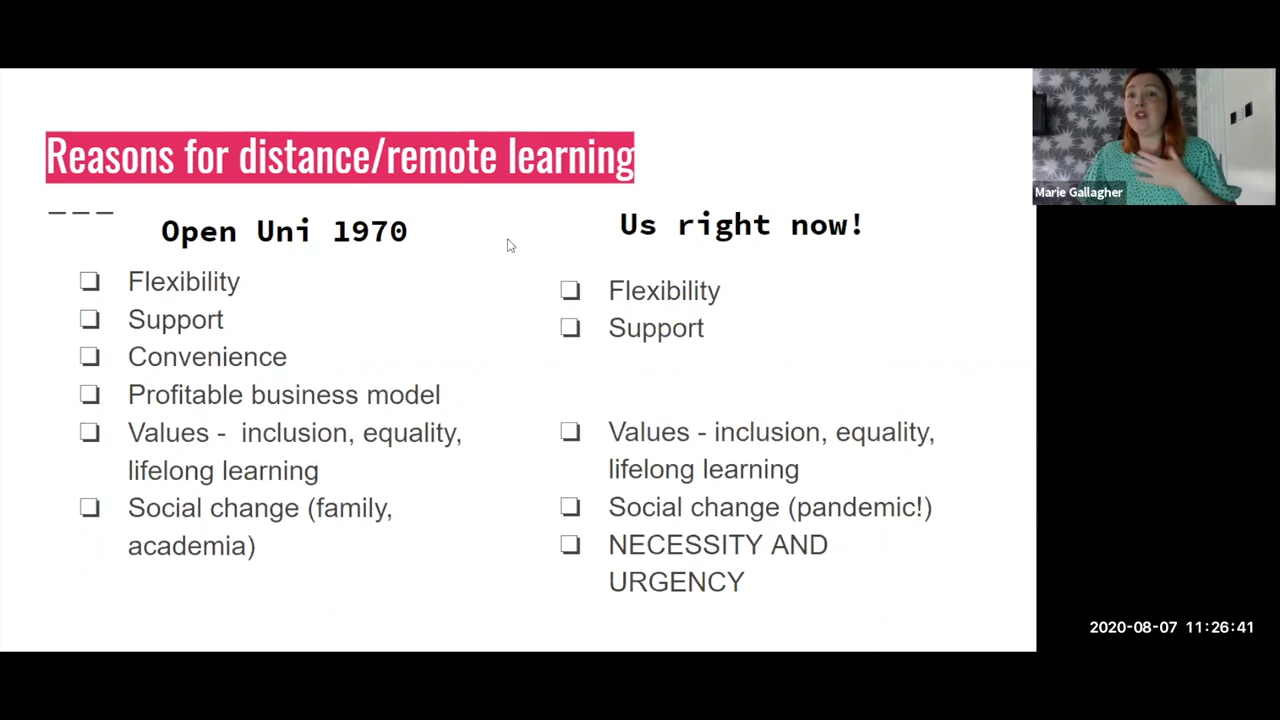 Reasons for distance/remote learning
Open Uni 1970
Flexibility
Support
Convenience
Profitable business model
Values -  inclusion, equality,
lifelong learning
Social change (family,
academia)
Us right now!
Flexibility
Support
Values - inclusion, equality,
lifelong learning
Social change (pandemic!)
NECESSITY AND
URGENCY
Marie Gallagher
2020-08-07 11:26:41